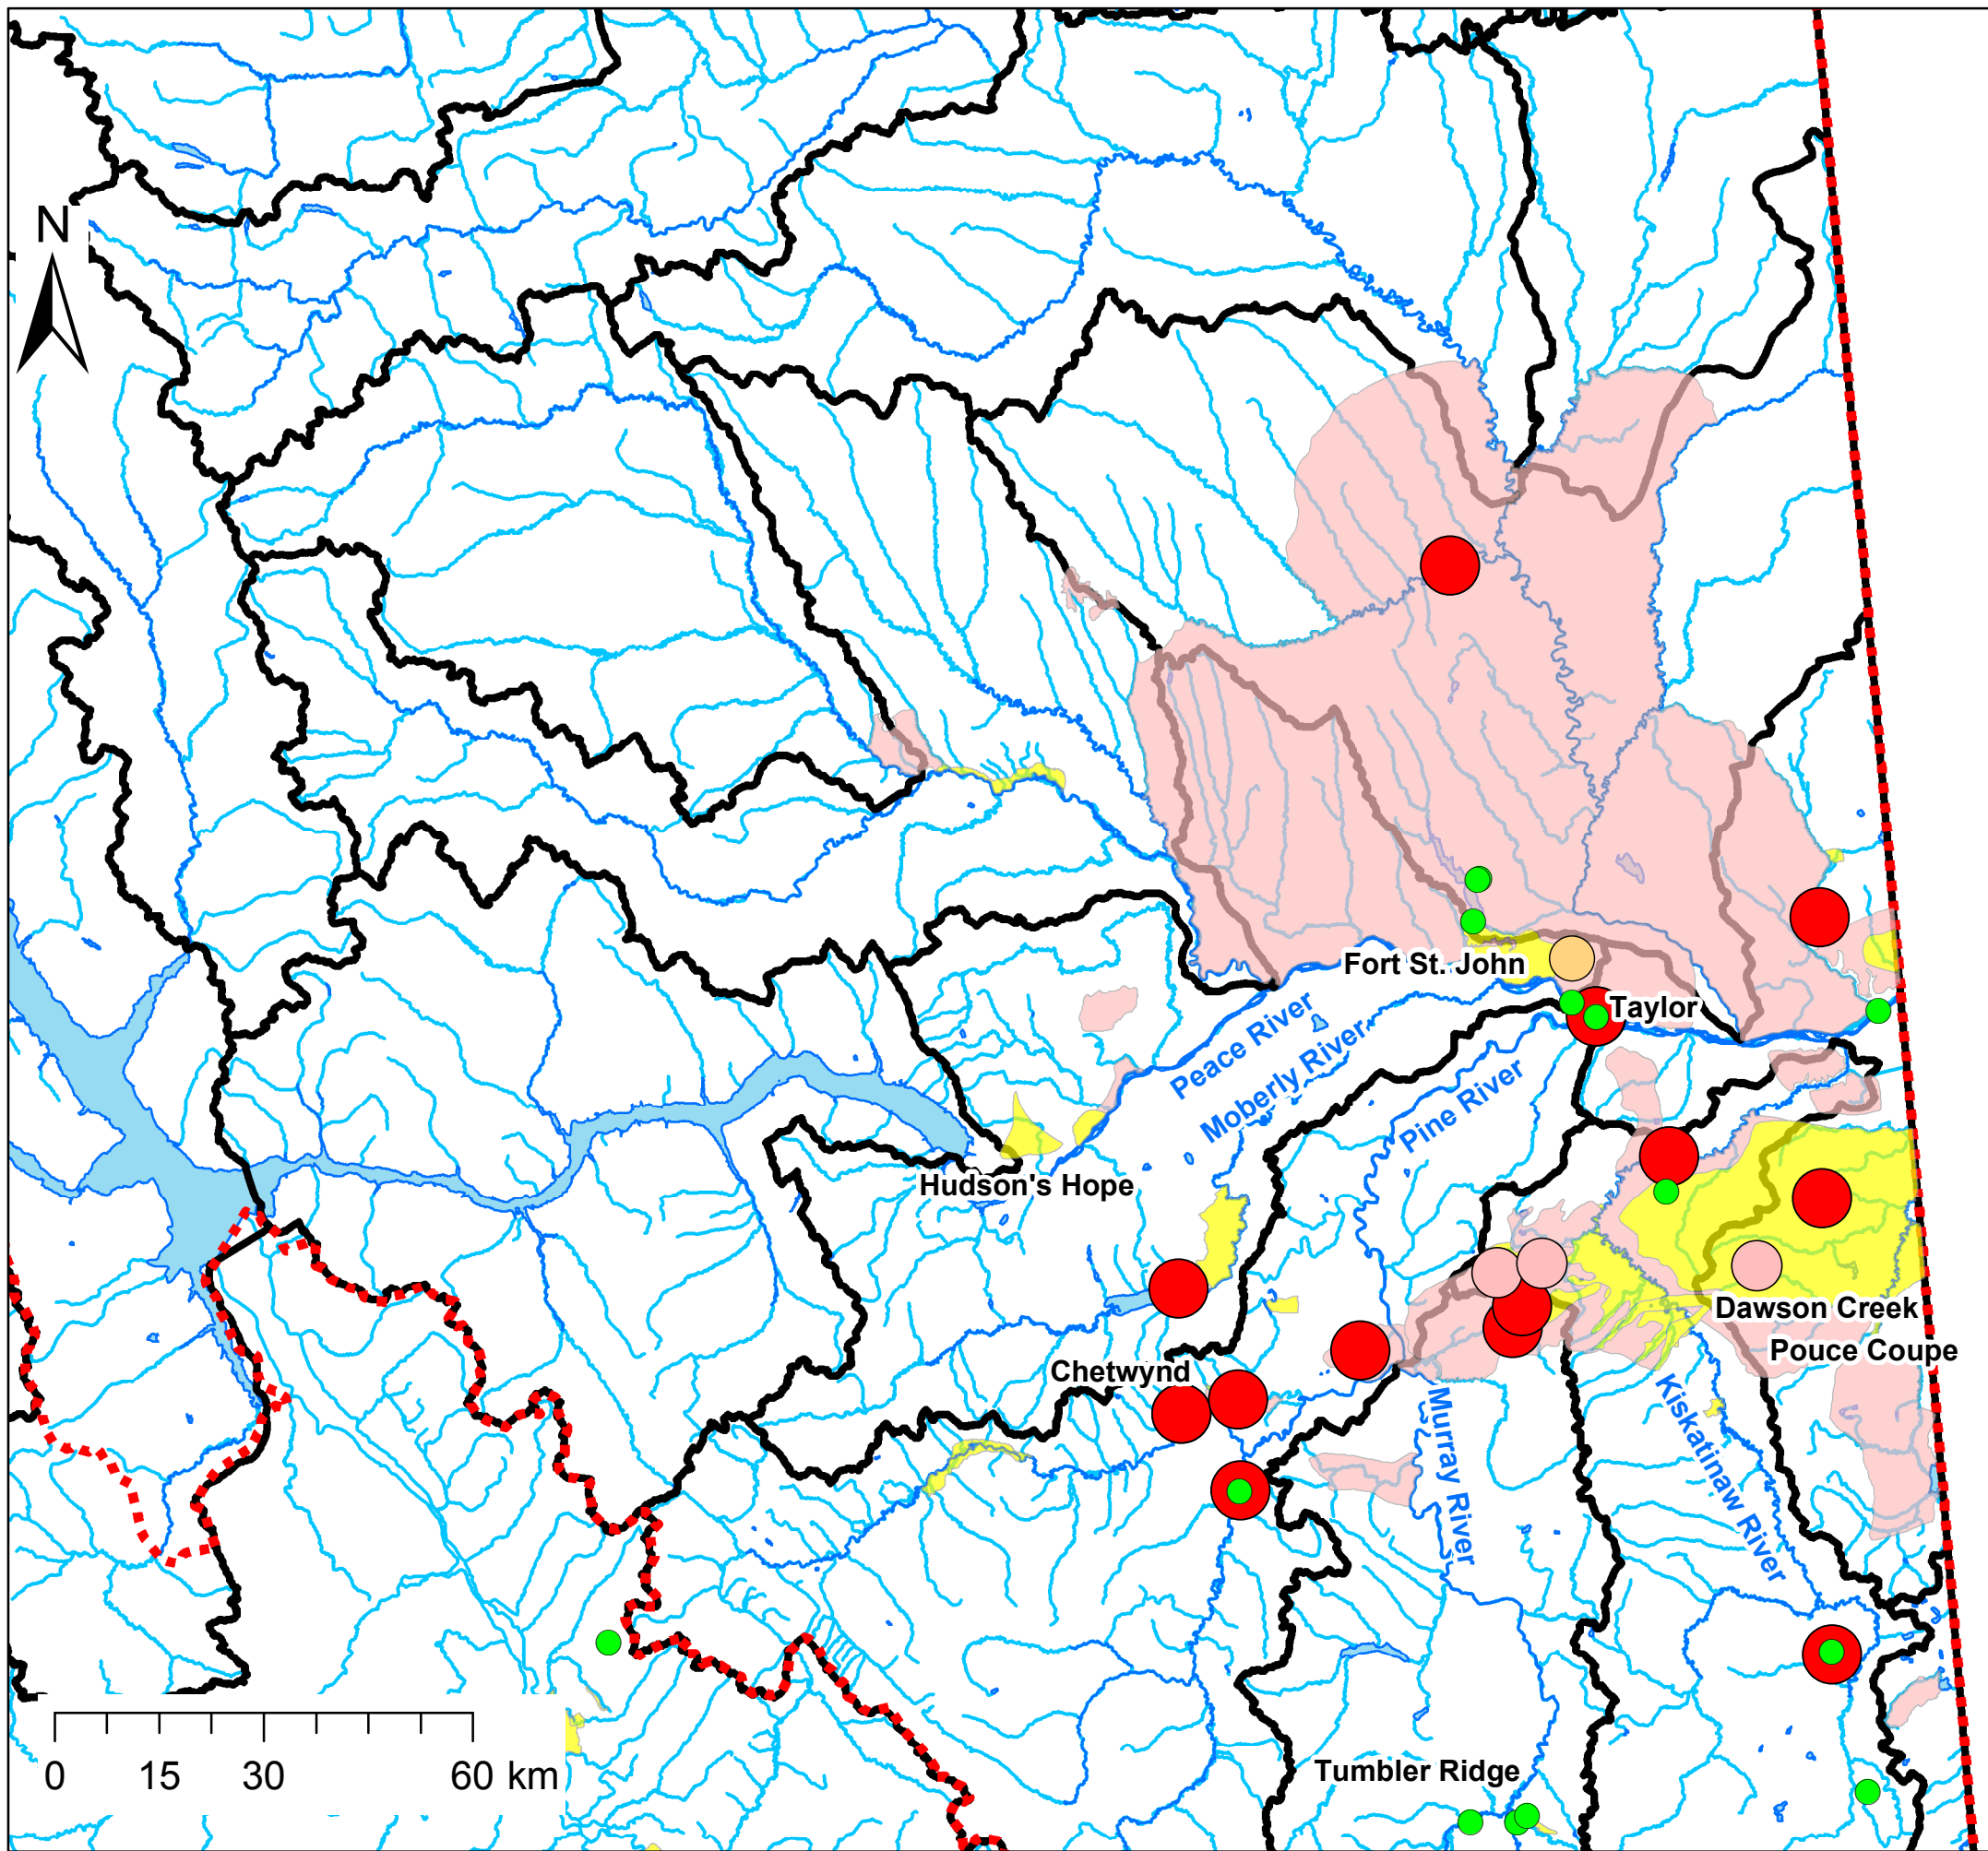 N
Fort St. John
Taylor
Peace River
Moberly River
Pine River
Hudson's Hope
Dawson Creek
Pouce Coupe
Chetwynd
Murray River
Kiskatinaw River
Tumbler Ridge
0 15 30 60 km